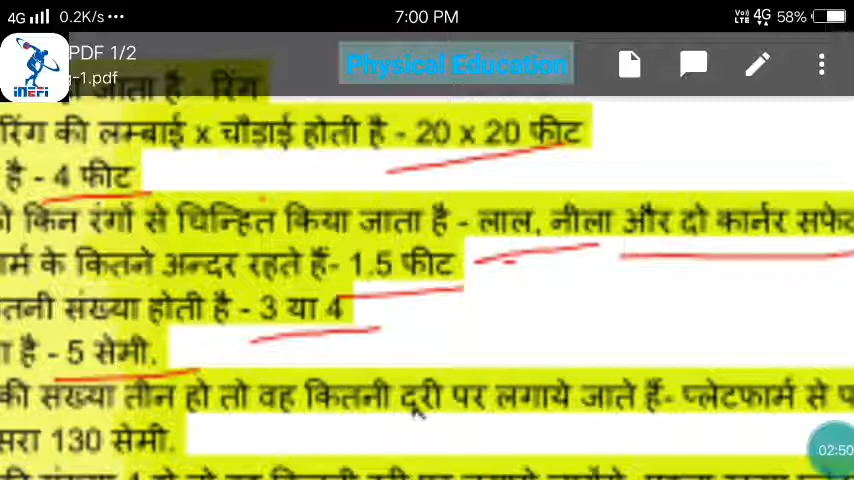 4G 0.2K/s ••• 7:00 PM VoLTE 4G 58%
PDF 1/2
-1.pdf
Physical Education
iNEFi
जाता है - रिंग
रिंग की लम्बाई x चौड़ाई होती है - 20 x 20 फीट
है - 4 फीट
किन रंगों से चिन्हित किया जाता है - लाल, नीला और दो कार्नर सफेद
के कितने अन्दर रहते हैं- 1.5 फीट
संख्या होती है - 3 या 4
है - 5 सेमी.
की संख्या तीन हो तो वह कितनी दूरी पर लगाये जाते हैं- प्लेटफार्म से
130 सेमी.
02:50